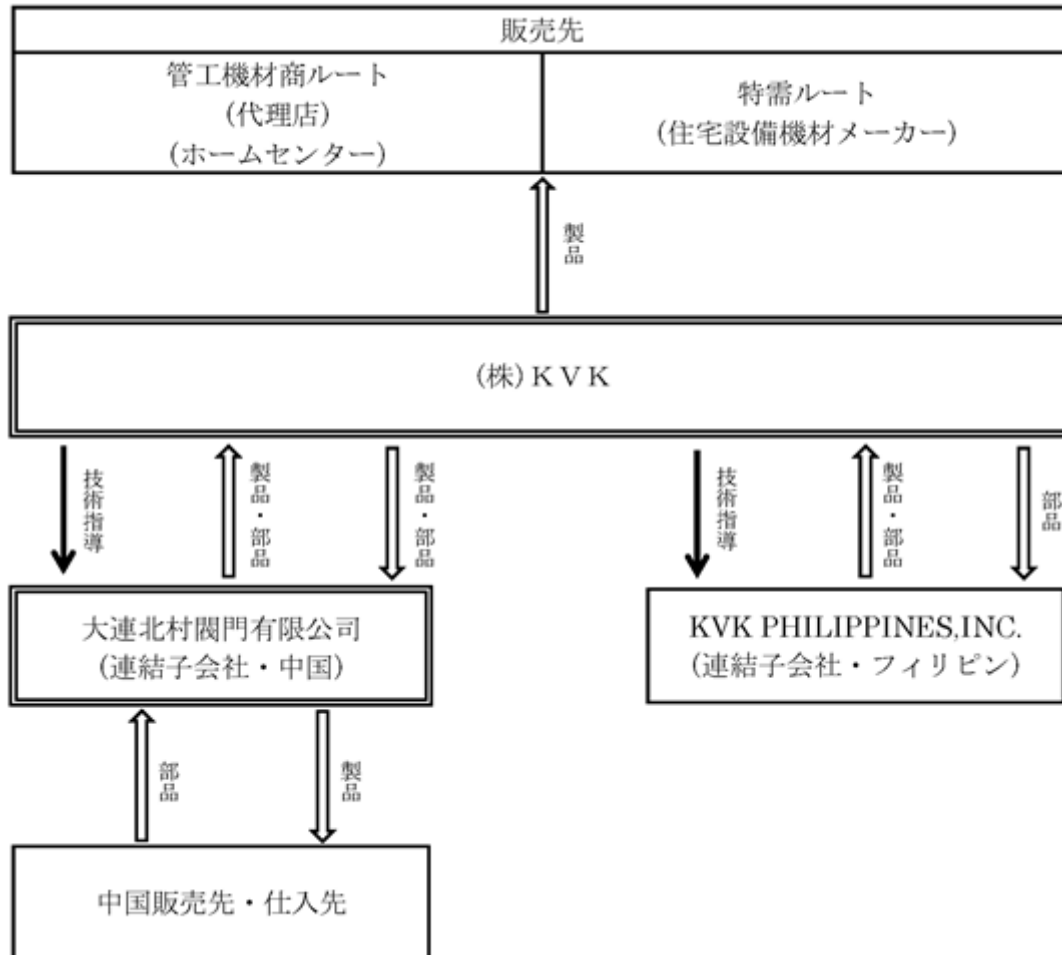 販売先
管工機材商ルート
(代理店)
(ホームセンター)
特需ルート
(住宅設備機材メーカー)
製品
(株)ＫＶＫ
技術指導
製品・部品
製品・部品
技術指導
製品・部品
部品
大連北村閥門有限公司
(連結子会社・中国)
KVK PHILIPPINES,INC.
(連結子会社・フィリピン)
部品
製品
中国販売先・仕入先